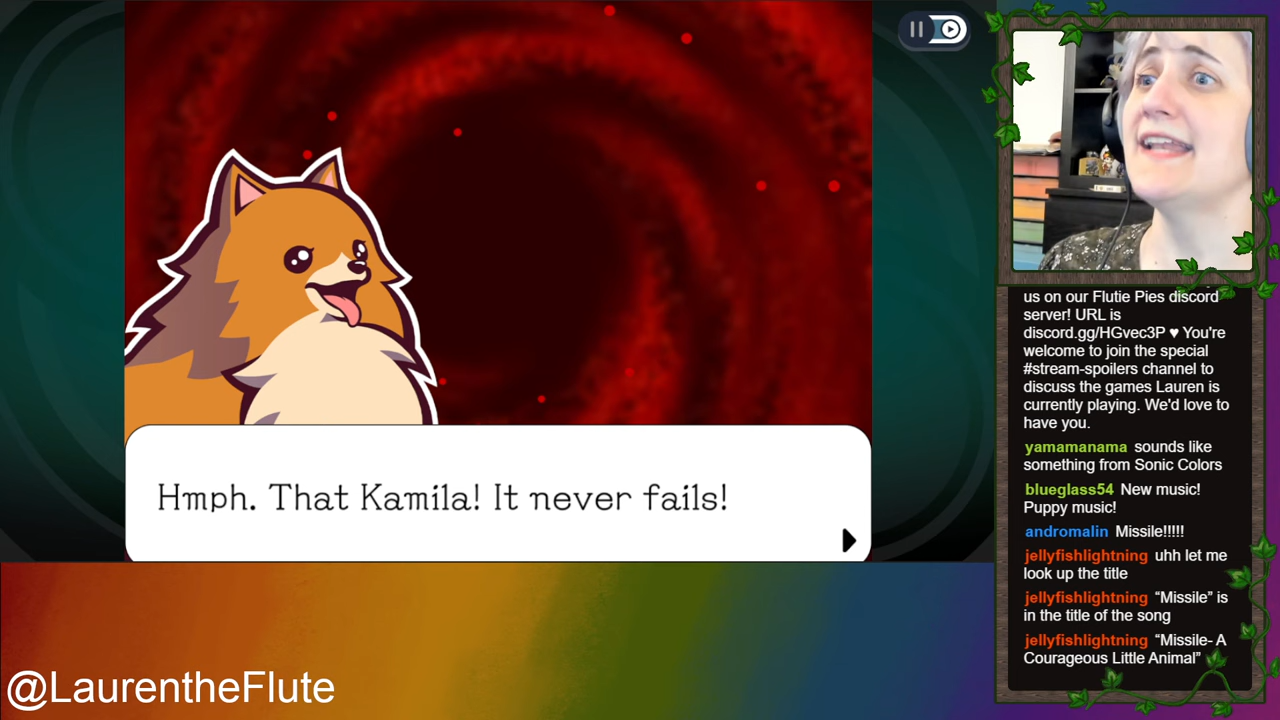 Hmph. That Kamila! It never fails!
@LaurentheFlute
us on our Flutie Pies discord
server! URL is
discord.gg/HGvec3P ♥ You're
welcome to join the special
#stream-spoilers channel to
discuss the games Lauren is
currently playing. We'd love to
have you.
yamamanama sounds like
something from Sonic Colors
blueglass54 New music!
Puppy music!
andromalin Missile!!!!!
jellyfishlightning uhh let me
look up the title
jellyfishlightning “Missile” is
in the title of the song
jellyfishlightning “Missile- A
Courageous Little Animal”